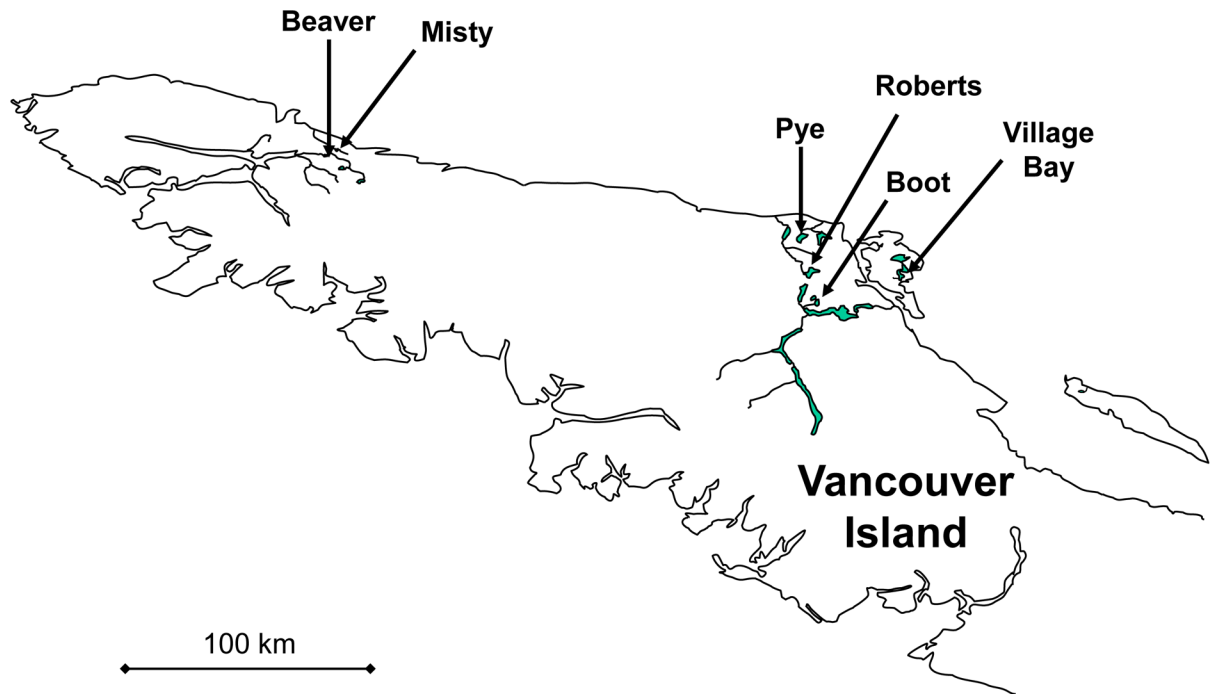 Beaver
Misty
Roberts
Pye
Village
Bay
Boot
Vancouver
Island
100 km